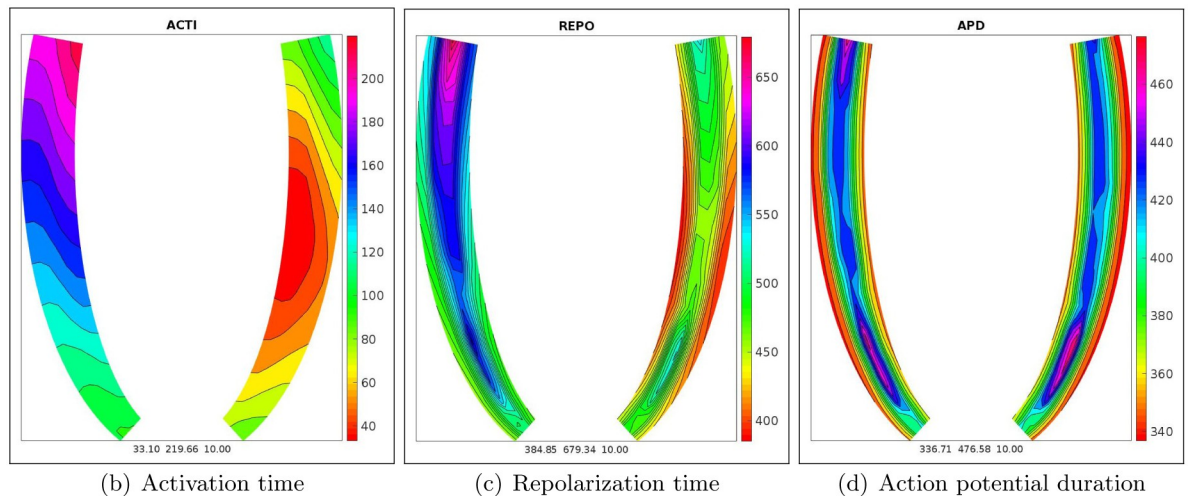 ACTI
200
180
160
140
120
100
80
60
40
33.10 219.66 10.00
(b) Activation time
REPO
650
600
550
500
450
400
384.85 679.34 10.00
(c) Repolarization time
APD
460
440
420
400
380
360
340
336.71 476.58 10.00
(d) Action potential duration